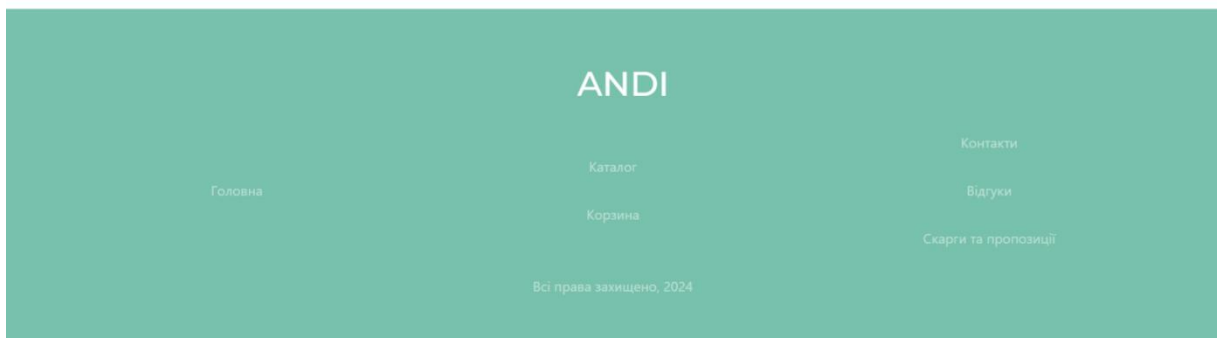 ANDI
Головна
Каталог
Корзина
Контакти
Відгуки
Скарги та пропозиції
Всі права захищено, 2024